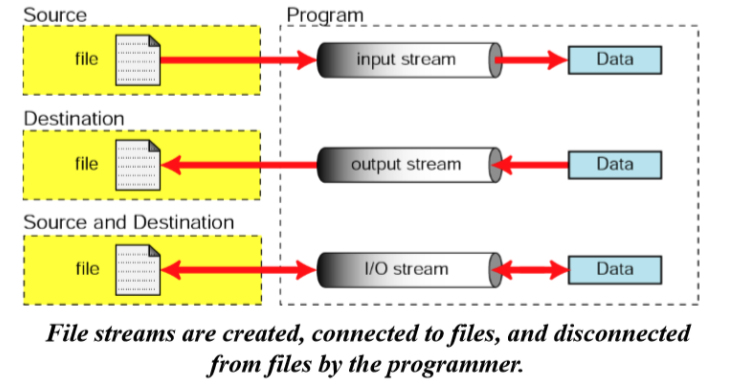 Source
Program
file
input stream
Data
Destination
file
output stream
Data
Source and Destination
file
I/O stream
Data
File streams are created, connected to files, and disconnected
from files by the programmer.